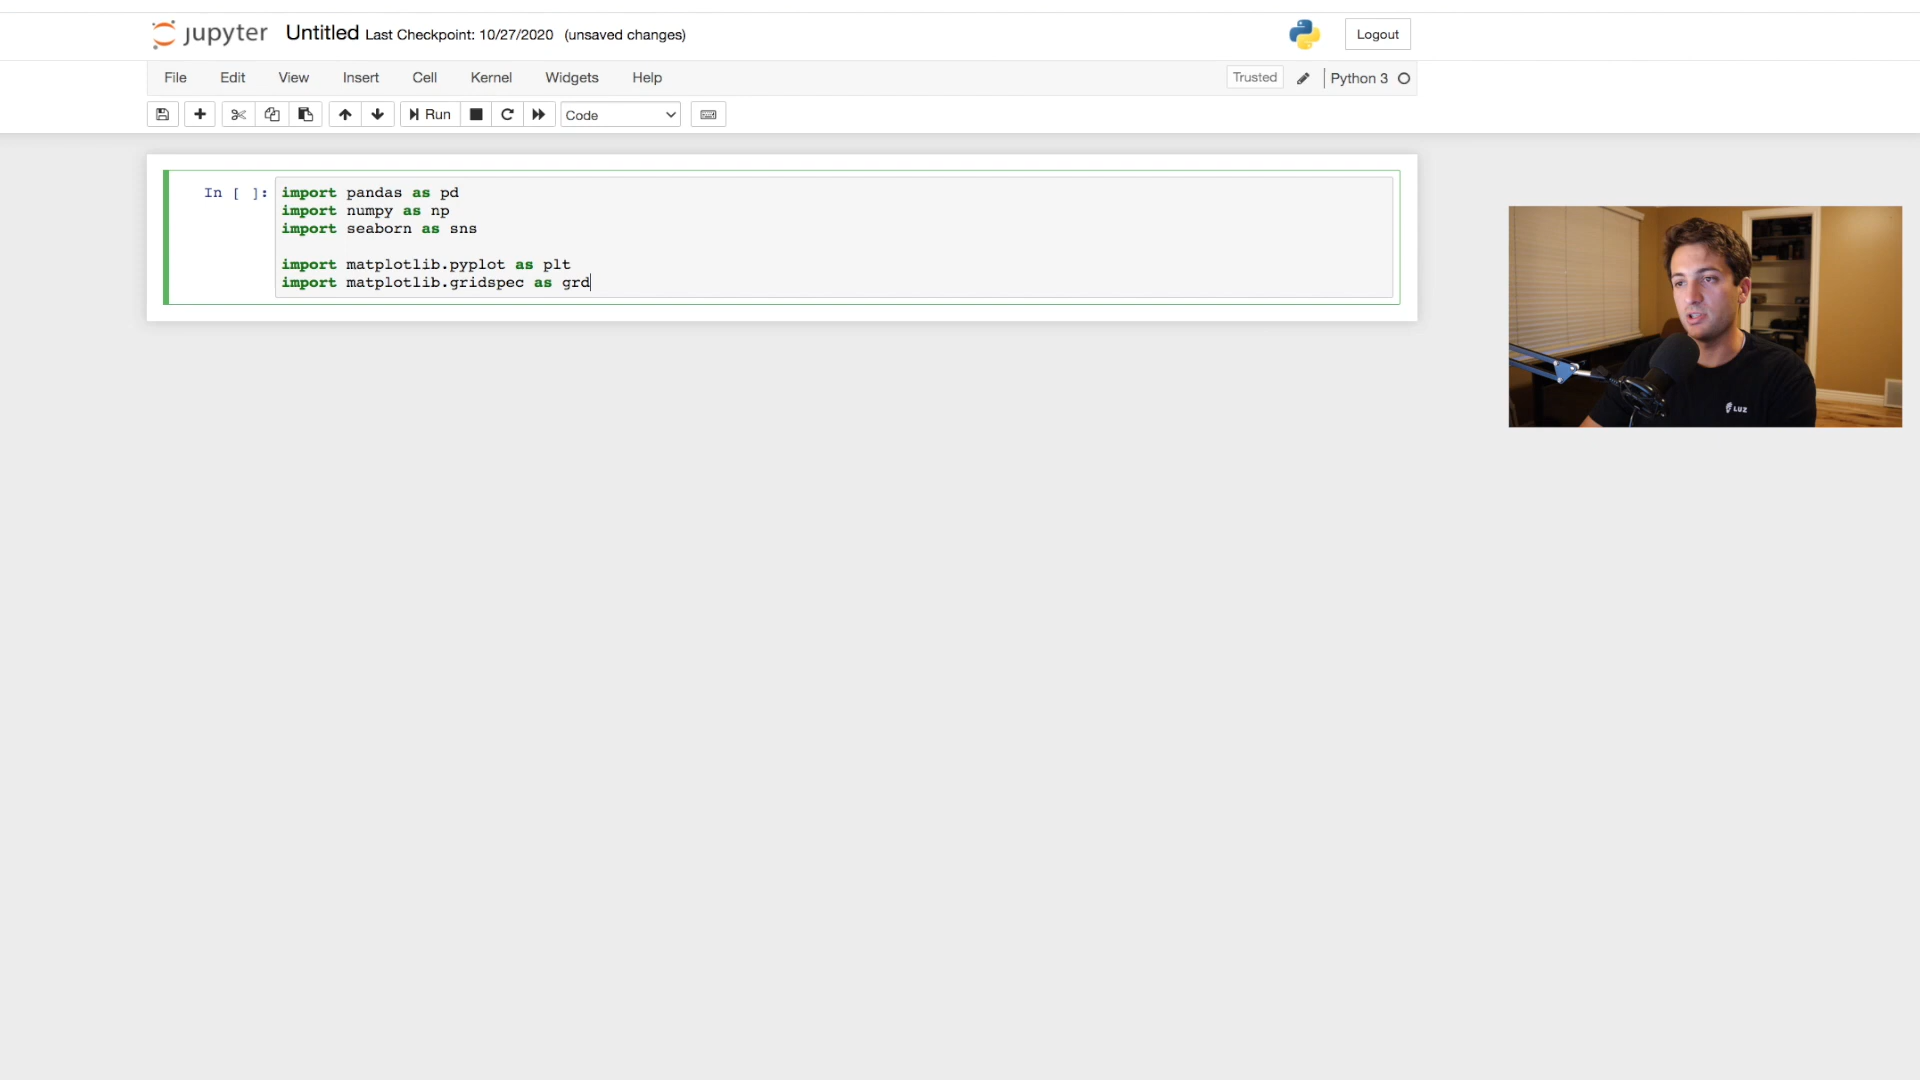 jupyter Untitled Last Checkpoint: 10/27/2020 (unsaved changes) Logout
File Edit View Insert Cell Kernel Widgets Help Trusted Python 3
Run Code
In [ ]: import pandas as pd
import numpy as np
import seaborn as sns
import matplotlib.pyplot as plt
import matplotlib.gridspec as grd
LUZ